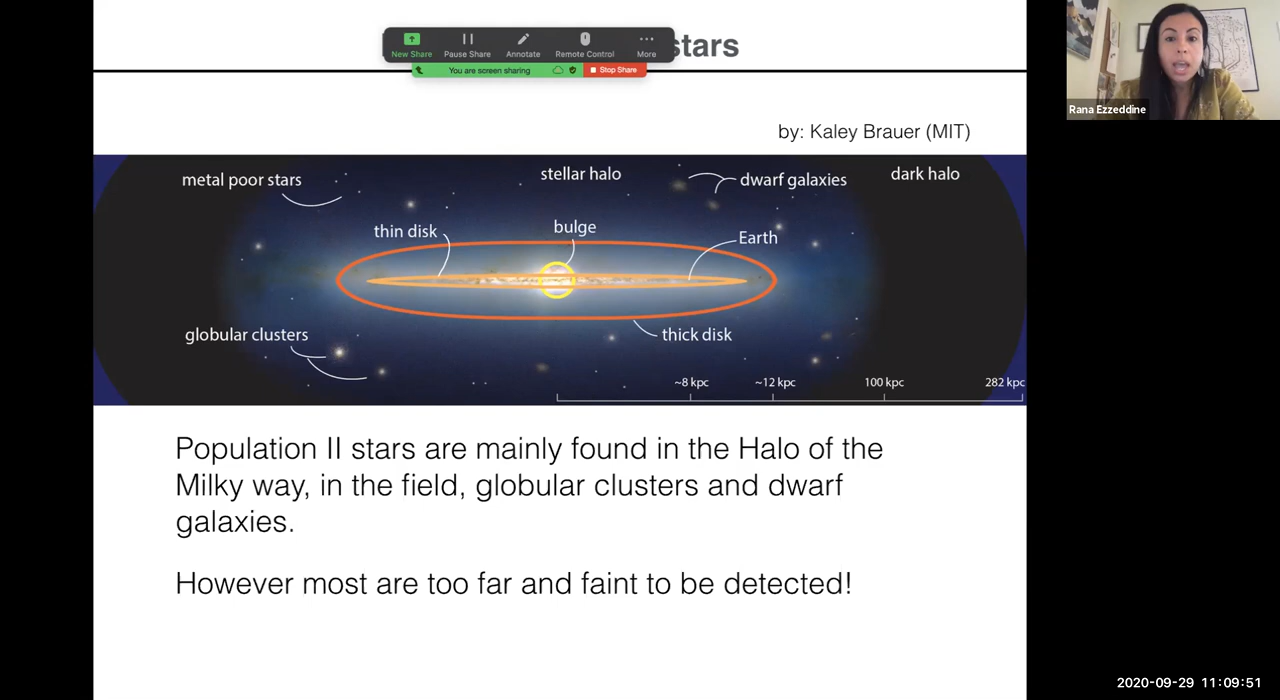 stars
New Share
Pause Share
Annotate
Remote Control
More
You are screen sharing
Stop Share
Rana Ezzeddine
by: Kaley Brauer (MIT)
metal poor stars
stellar halo
dwarf galaxies
dark halo
thin disk
bulge
Earth
globular clusters
thick disk
~8 kpc
~12 kpc
100 kpc
282 kpc
Population II stars are mainly found in the Halo of the
Milky way, in the field, globular clusters and dwarf
galaxies.
However most are too far and faint to be detected!
2020-09-29 11:09:51